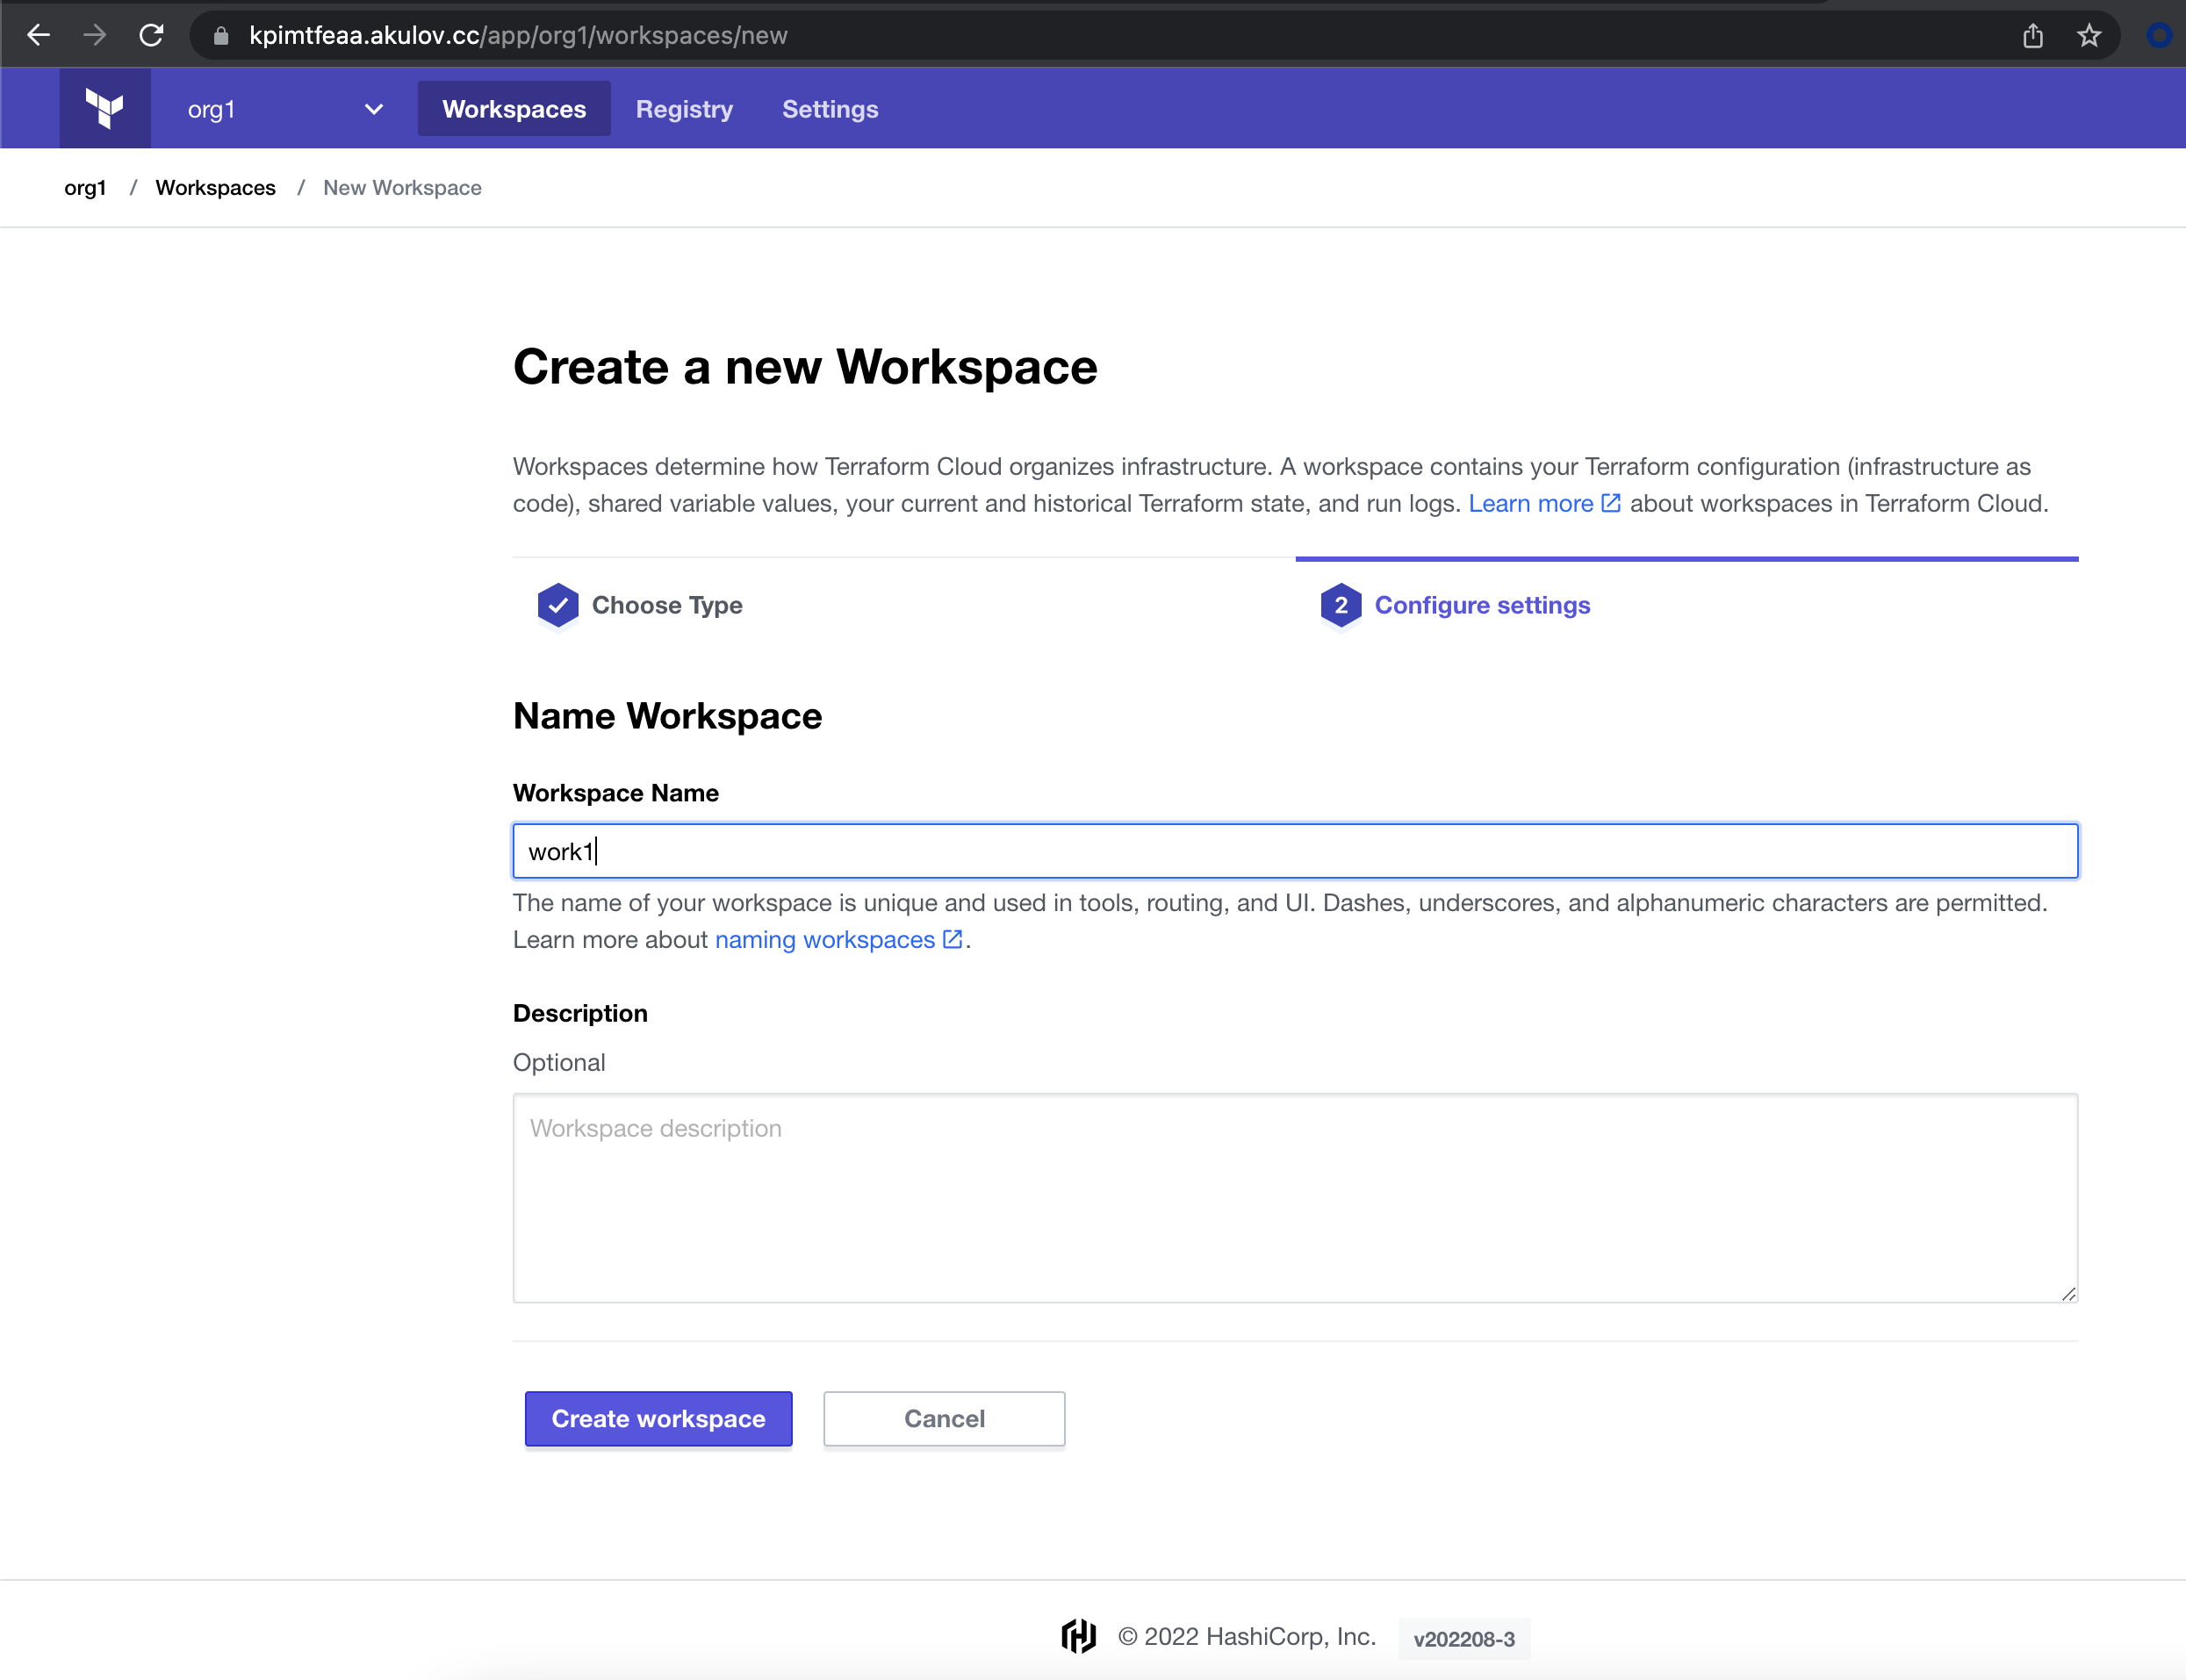 kpimtfeaa.akulov.cc/app/org1/workspaces/new
org1 Workspaces Registry Settings
org1 / Workspaces / New Workspace
Create a new Workspace
Workspaces determine how Terraform Cloud organizes infrastructure. A workspace contains your Terraform configuration (infrastructure as
code), shared variable values, your current and historical Terraform state, and run logs. Learn more about workspaces in Terraform Cloud.
Choose Type
2 Configure settings
Name Workspace
Workspace Name
work1
The name of your workspace is unique and used in tools, routing, and UI. Dashes, underscores, and alphanumeric characters are permitted.
Learn more about naming workspaces .
Description
Optional
Workspace description
Create workspace Cancel
© 2022 HashiCorp, Inc. v202208-3